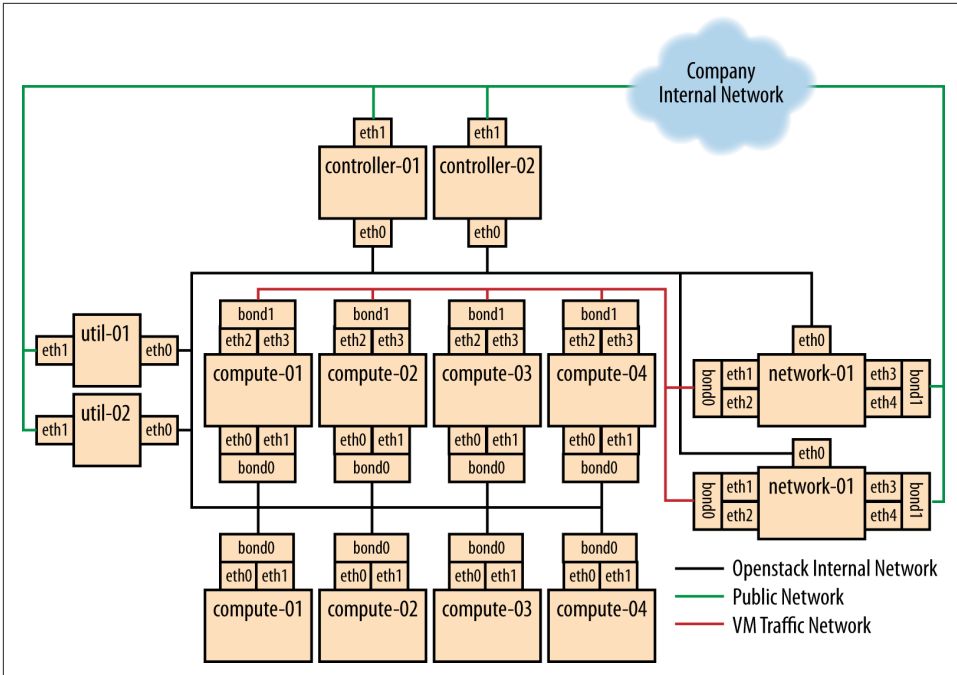 Company
Internal Network
eth1
eth1
controller-01
controller-02
eth0
eth0
bond1
bond1
bond1
bond1
eth2 eth3
eth2 eth3
eth2 eth3
eth2 eth3
compute-01
compute-02
compute-03
compute-04
eth0 eth1
eth0 eth1
eth0 eth1
eth0 eth1
bond0
bond0
bond0
bond0
util-01
eth1
eth0
util-02
eth1
eth0
eth0
network-01
bond0
eth1
eth2
eth3
eth4
bond1
eth0
network-01
bond0
eth1
eth2
eth3
eth4
bond1
bond0
bond0
bond0
bond0
eth0 eth1
eth0 eth1
eth0 eth1
eth0 eth1
compute-01
compute-02
compute-03
compute-04
Openstack Internal Network
Public Network
VM Traffic Network